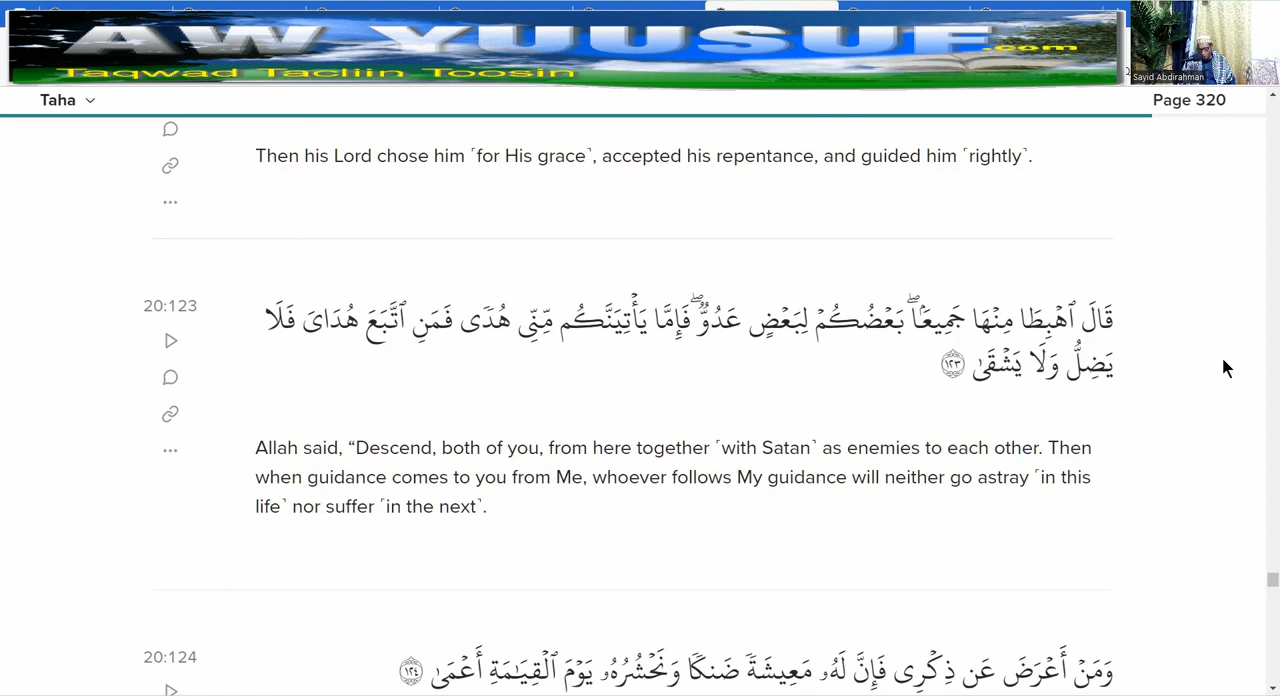 AW YUUSUF.com
Taqwad Tacliin Toosin
Sayid Abdirahman
Taha
Page 320
Then his Lord chose him ˹for His grace˺, accepted his repentance, and guided him ˹rightly˺.
20:123
قَالَ ٱهْبِطَا مِنْهَا جَمِيعًۢا ۖ بَعْضُكُمْ لِبَعْضٍ عَدُوٌّ ۖ فَإِمَّا يَأْتِيَنَّكُم مِّنِّى هُدًى فَمَنِ ٱتَّبَعَ هُدَاىَ فَلَا
يَضِلُّ وَلَا يَشْقَىٰ ١٢٣
Allah said, “Descend, both of you, from here together ˹with Satan˺ as enemies to each other. Then
when guidance comes to you from Me, whoever follows My guidance will neither go astray ˹in this
life˺ nor suffer ˹in the next˺.
20:124
وَمَنْ أَعْرَضَ عَن ذِكْرِى فَإِنَّ لَهُۥ مَعِيشَةً ضَنكًا وَنَحْشُرُهُۥ يَوْمَ ٱلْقِيَـٰمَةِ أَعْمَىٰ ١٢٤